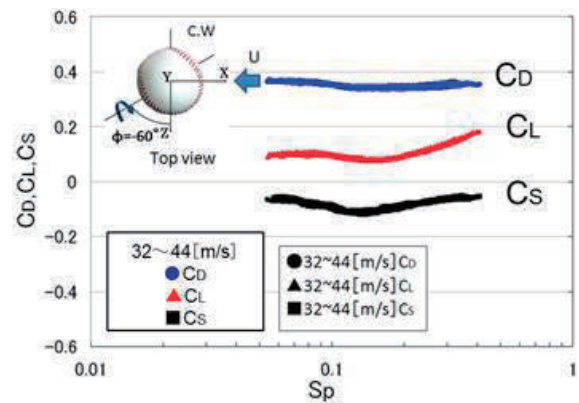 0.6
0.4
0.2
0
-0.2
-0.4
-0.6
CD,CL,CS
C.W
U
X
Y
Z
ϕ=-60°
Top view
CD
CL
CS
32～44[m/s]
CD
CL
CS
32~44[m/s]CD
32~44[m/s]CL
32~44[m/s]CS
0.01
0.1
1
Sp